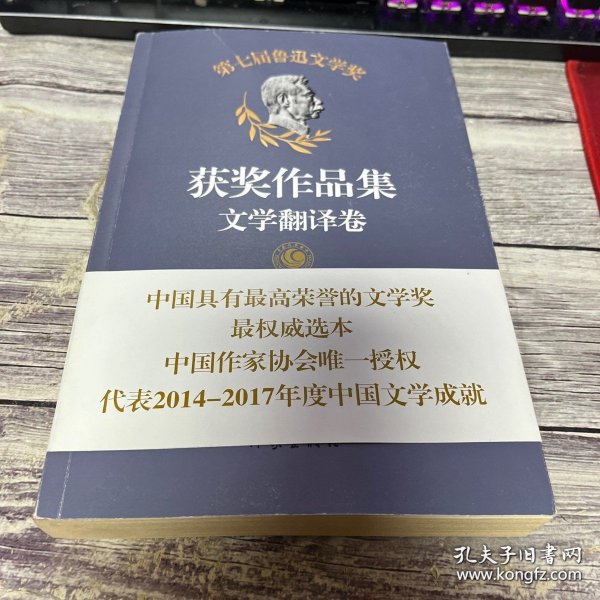 第七届鲁迅文学奖
获奖作品集
文学翻译卷
中国具有最高荣誉的文学奖
最权威选本
中国作家协会唯一授权
代表2014-2017年度中国文学成就
孔夫子旧书网
www.kongfz.com